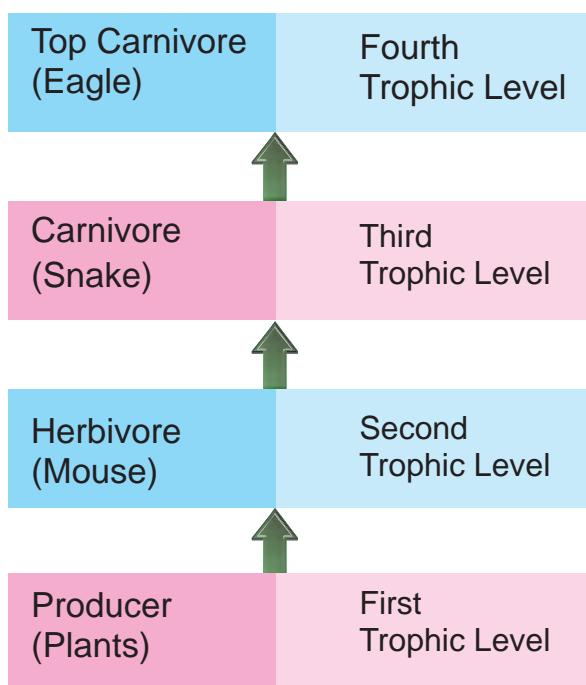 Top Carnivore
(Eagle)
Fourth
Trophic Level
Carnivore
(Snake)
Third
Trophic Level
Herbivore
(Mouse)
Second
Trophic Level
Producer
(Plants)
First
Trophic Level